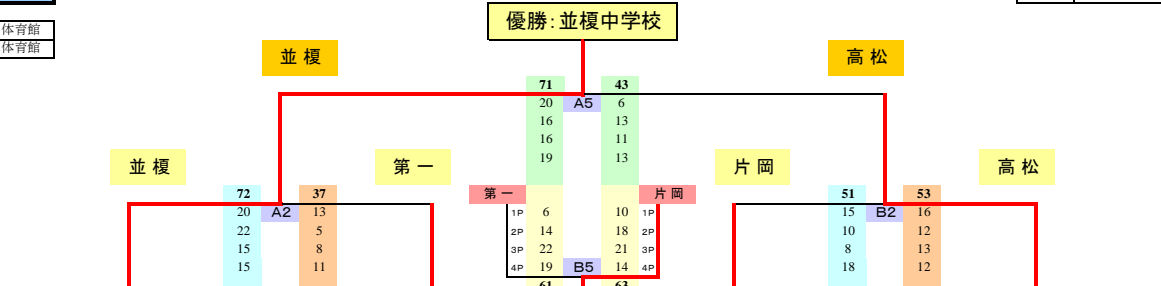 優勝：並榎中学校
体育館
体育館
並 榎
高 松
71 43
20 A5 6
16 13
16 11
19 13
並 榎
第 一
片 岡
高 松
72 37
第 一
片 岡
51 53
20 A2 13
1P 6 10 1P
15 B2 16
22 5
2P 14 18 2P
10 12
15 8
3P 22 21 3P
8 13
15 11
4P 19 B5 14 4P
18 12
61 63